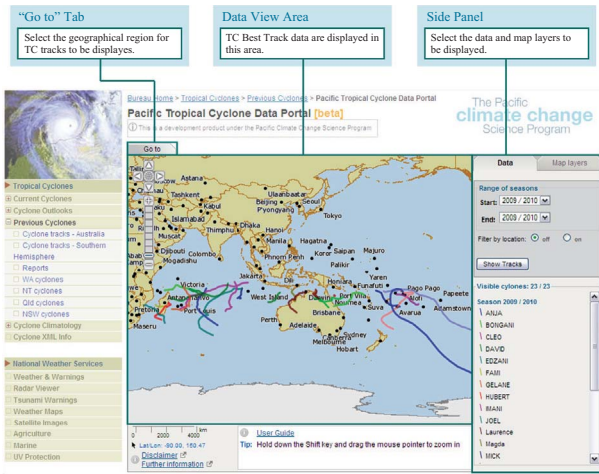 "Go to" Tab
Select the geographical region for
TC tracks to be displayes.
Data View Area
TC Best Track data are displayed in
this area.
Side Panel
Select the data and map layers to
be displayed.
Bureau Home > Tropical Cyclones > Previous Cyclones > Pacific Tropical Cyclone Data Portal
Pacific Tropical Cyclone Data Portal [beta]
This is a development product under the Pacific Climate Change Science Program
The Pacific
climate change
Science Program
Go to
Tropical Cyclones
Current Cyclones
Cyclone Outlooks
Previous Cyclones
Cyclone tracks - Australia
Cyclone tracks - Southern
Hemisphere
Reports
WA cyclones
NT cyclones
Qld cyclones
NSW cyclones
Cyclone Climatology
Cyclone XML Info
National Weather Services
Weather & Warnings
Radar Viewer
Tsunami Warnings
Weather Maps
Satellite Images
Agriculture
Marine
UV Protection
Astana
Ulaanbaatar
Tashkent
Beijing
Seoul
Kabul
P'yongyang
Tokyo
Islamabad
Thimphu
Dhaka
Muscat
Hanoi
Hagatna
Manila
Djibouti
Colombo
Phnom Penh
Koror
Saipan
Majuro
Mogadishu
Palikir
Yaren
Jakarta
Dili
Honiara
Funafuti
Pago Pago
Victoria
West Island
Darwin
Port Vila
Alofi
Papeete
Antananarivo
Noumea
Suva
Adamstown
Pretoria
Port Louis
Brisbane
Avarua
Maseru
Perth
Adelaide
Sydney
Canberra
Melbourne
Hobart
Data
Map layers
Range of seasons
Start: 2009 / 2010
End: 2009 / 2010
Filter by location: off on
Show Tracks
Visible cyclones: 23 / 23
Season 2009 / 2010
ANJA
BONGANI
CLEO
DAVID
EDZANI
FAMI
GELANE
HUBERT
IMANI
JOEL
Laurence
Magda
MICK
0 2000 4000 km
Lat/Lon: -80.00, 160.47
Disclaimer
Further information
User Guide
Tip: Hold down the Shift key and drag the mouse pointer to zoom in